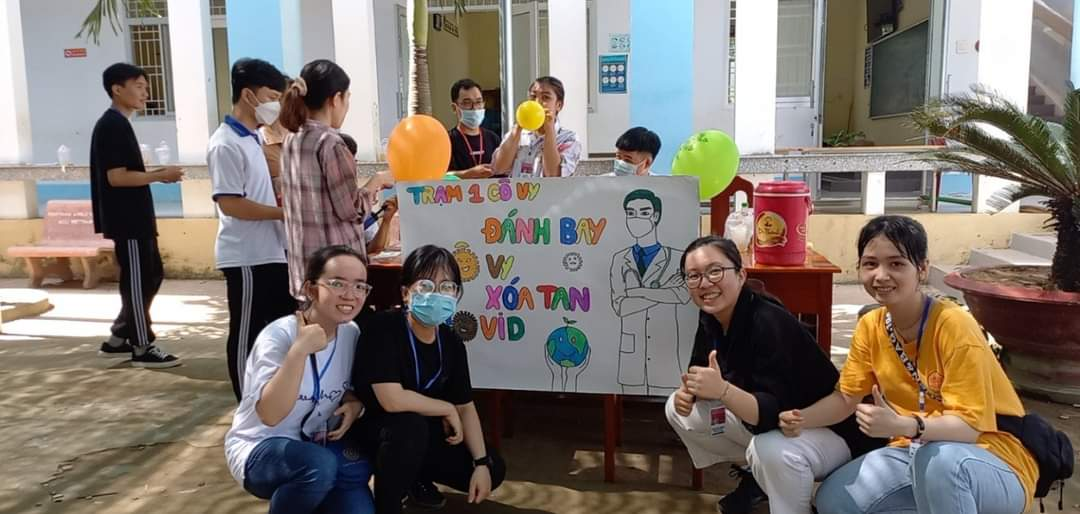 TRẠM 1 CÔ VY
ĐÁNH BAY
VY
XÓA TAN
VID